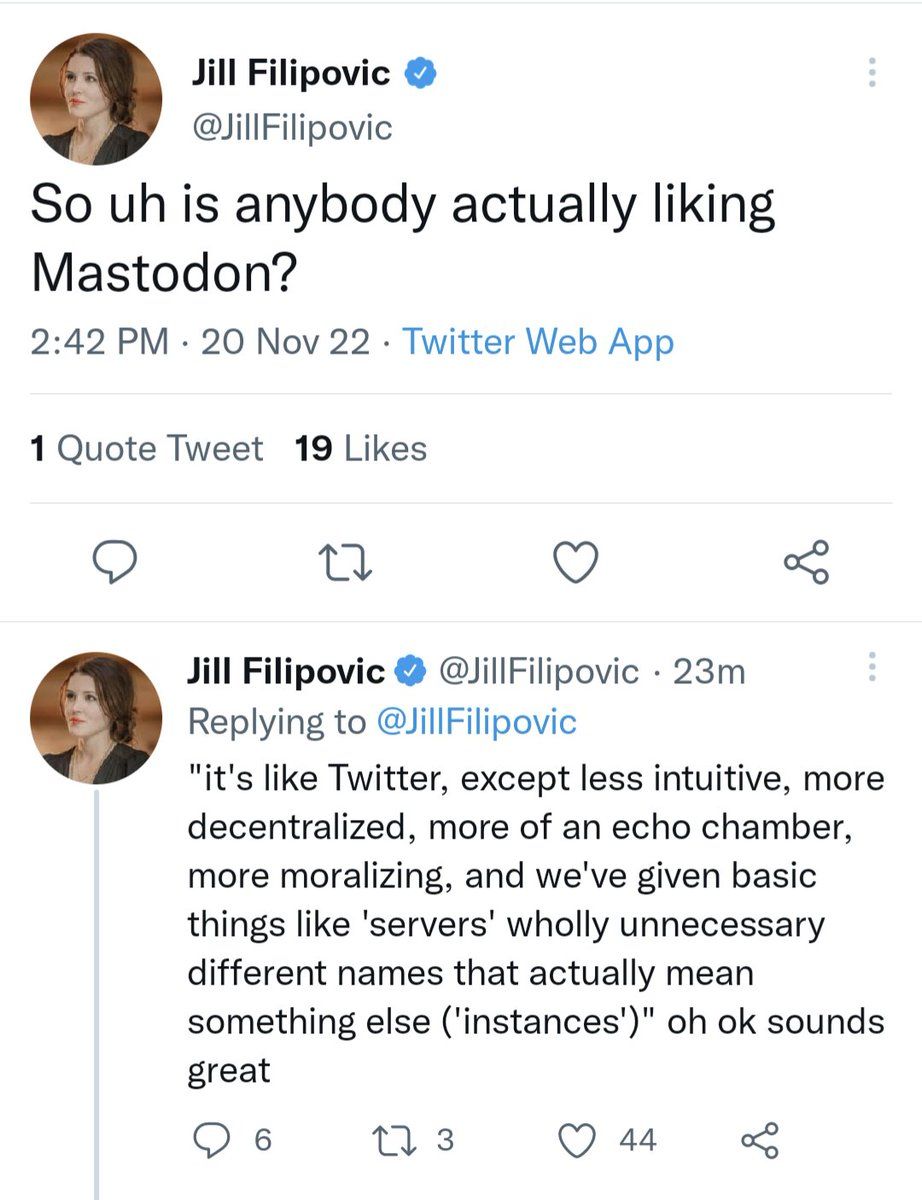 Jill Filipovic
@JillFilipovic
So uh is anybody actually liking
Mastodon?
2:42 PM · 20 Nov 22 · Twitter Web App
1 Quote Tweet 19 Likes
Jill Filipovic @JillFilipovic · 23m
Replying to @JillFilipovic
"it's like Twitter, except less intuitive, more
decentralized, more of an echo chamber,
more moralizing, and we've given basic
things like 'servers' wholly unnecessary
different names that actually mean
something else ('instances')" oh ok sounds
great
6 3 44